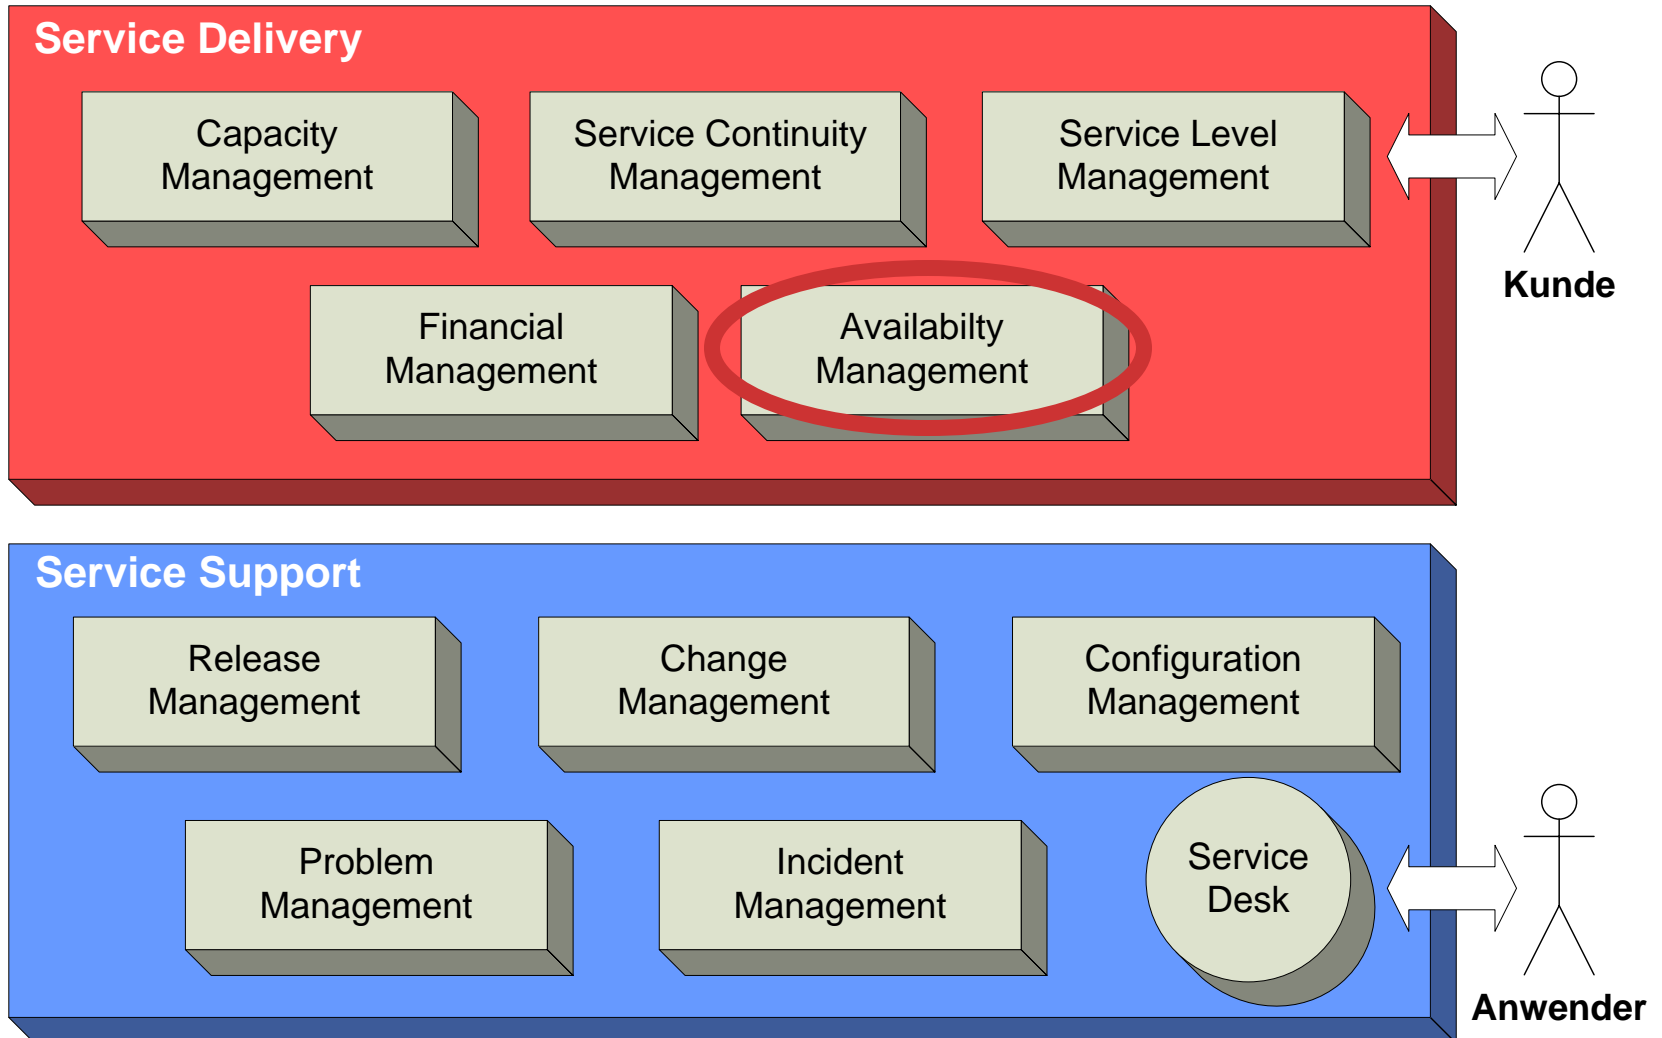 Service Delivery
Capacity
Management
Service Continuity
Management
Service Level
Management
Kunde
Financial
Management
Availabilty
Management
Service Support
Release
Management
Change
Management
Configuration
Management
Problem
Management
Incident
Management
Service
Desk
Anwender